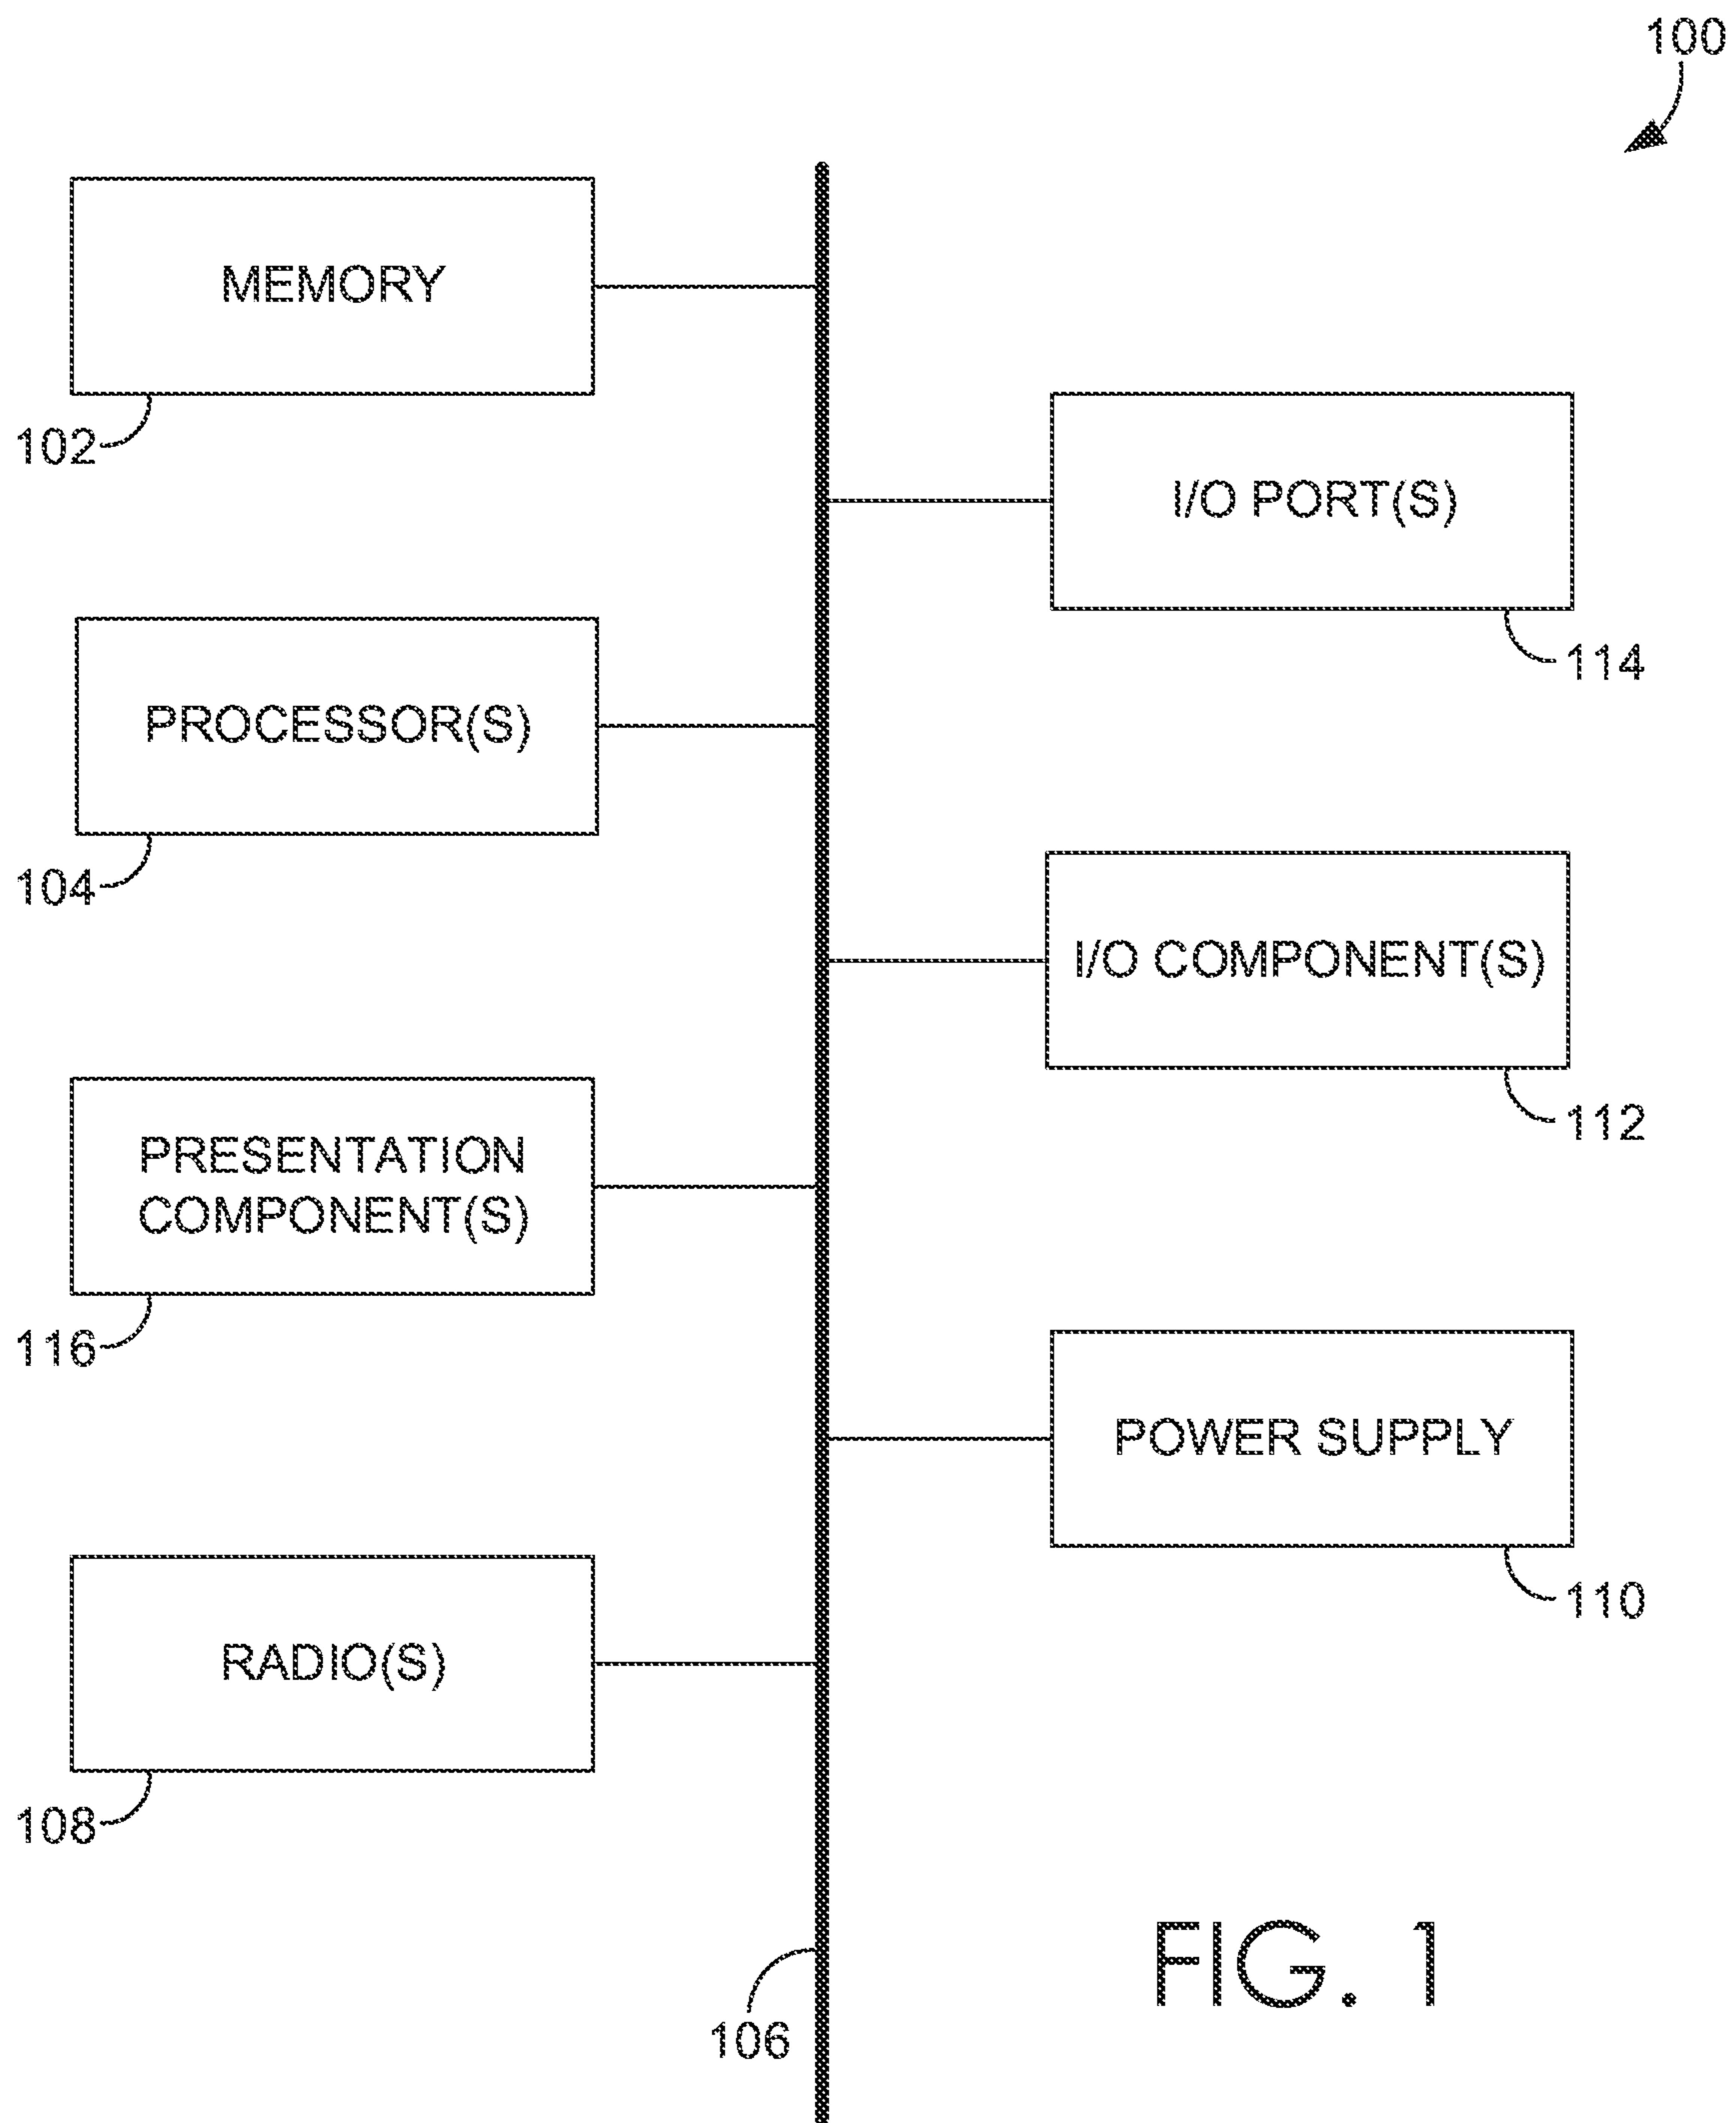 100
MEMORY
102
I/O PORT(S)
114
PROCESSOR(S)
104
I/O COMPONENT(S)
112
PRESENTATION
COMPONENT(S)
116
POWER SUPPLY
110
RADIO(S)
108
106
FIG. 1